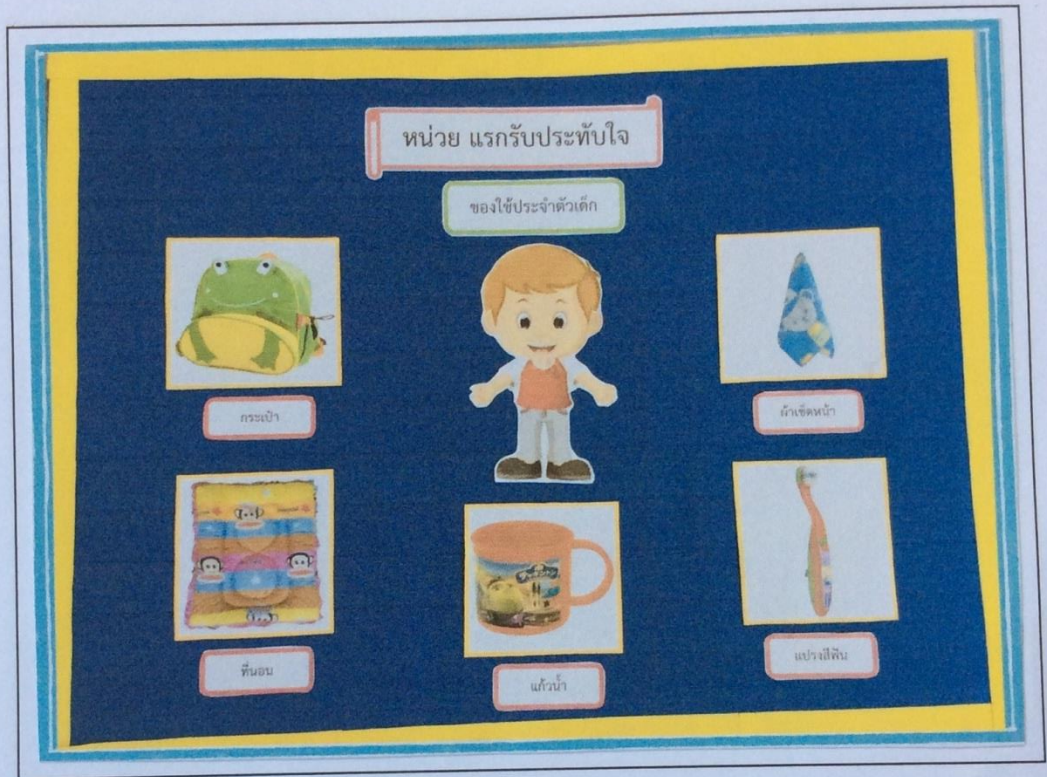 หน่วย แรกรับประทับใจ
ของใช้ประจำตัวเด็ก
กระเป๋า
ผ้าเช็ดหน้า
ที่นอน
แก้วน้ำ
แปรงสีฟัน